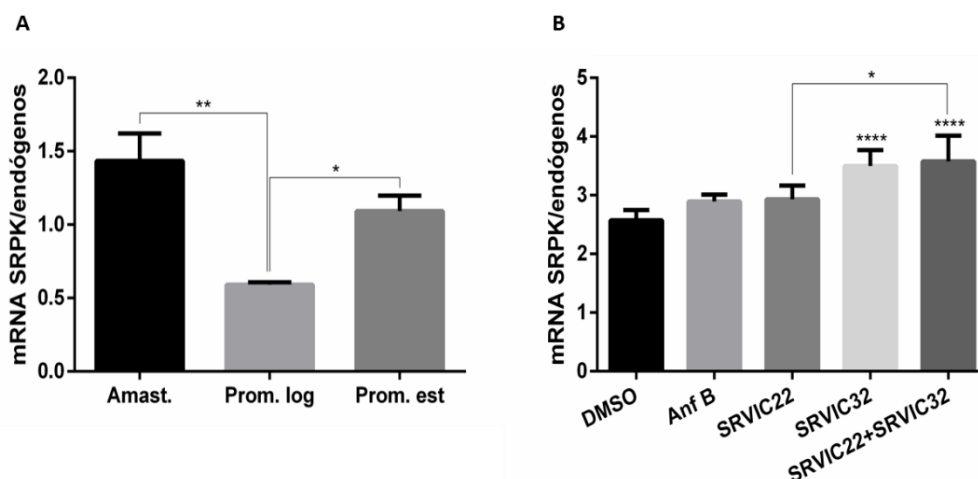 A
mRNA SRPK/endógenos
2.0
1.5
1.0
0.5
0.0
**
*
Amast.
Prom. log
Prom. est
B
mRNA SRPK/endógenos
5
4
3
2
1
0
*
****
****
DMSO
Anf B
SRVIC22
SRVIC32
SRVIC22+SRVIC32